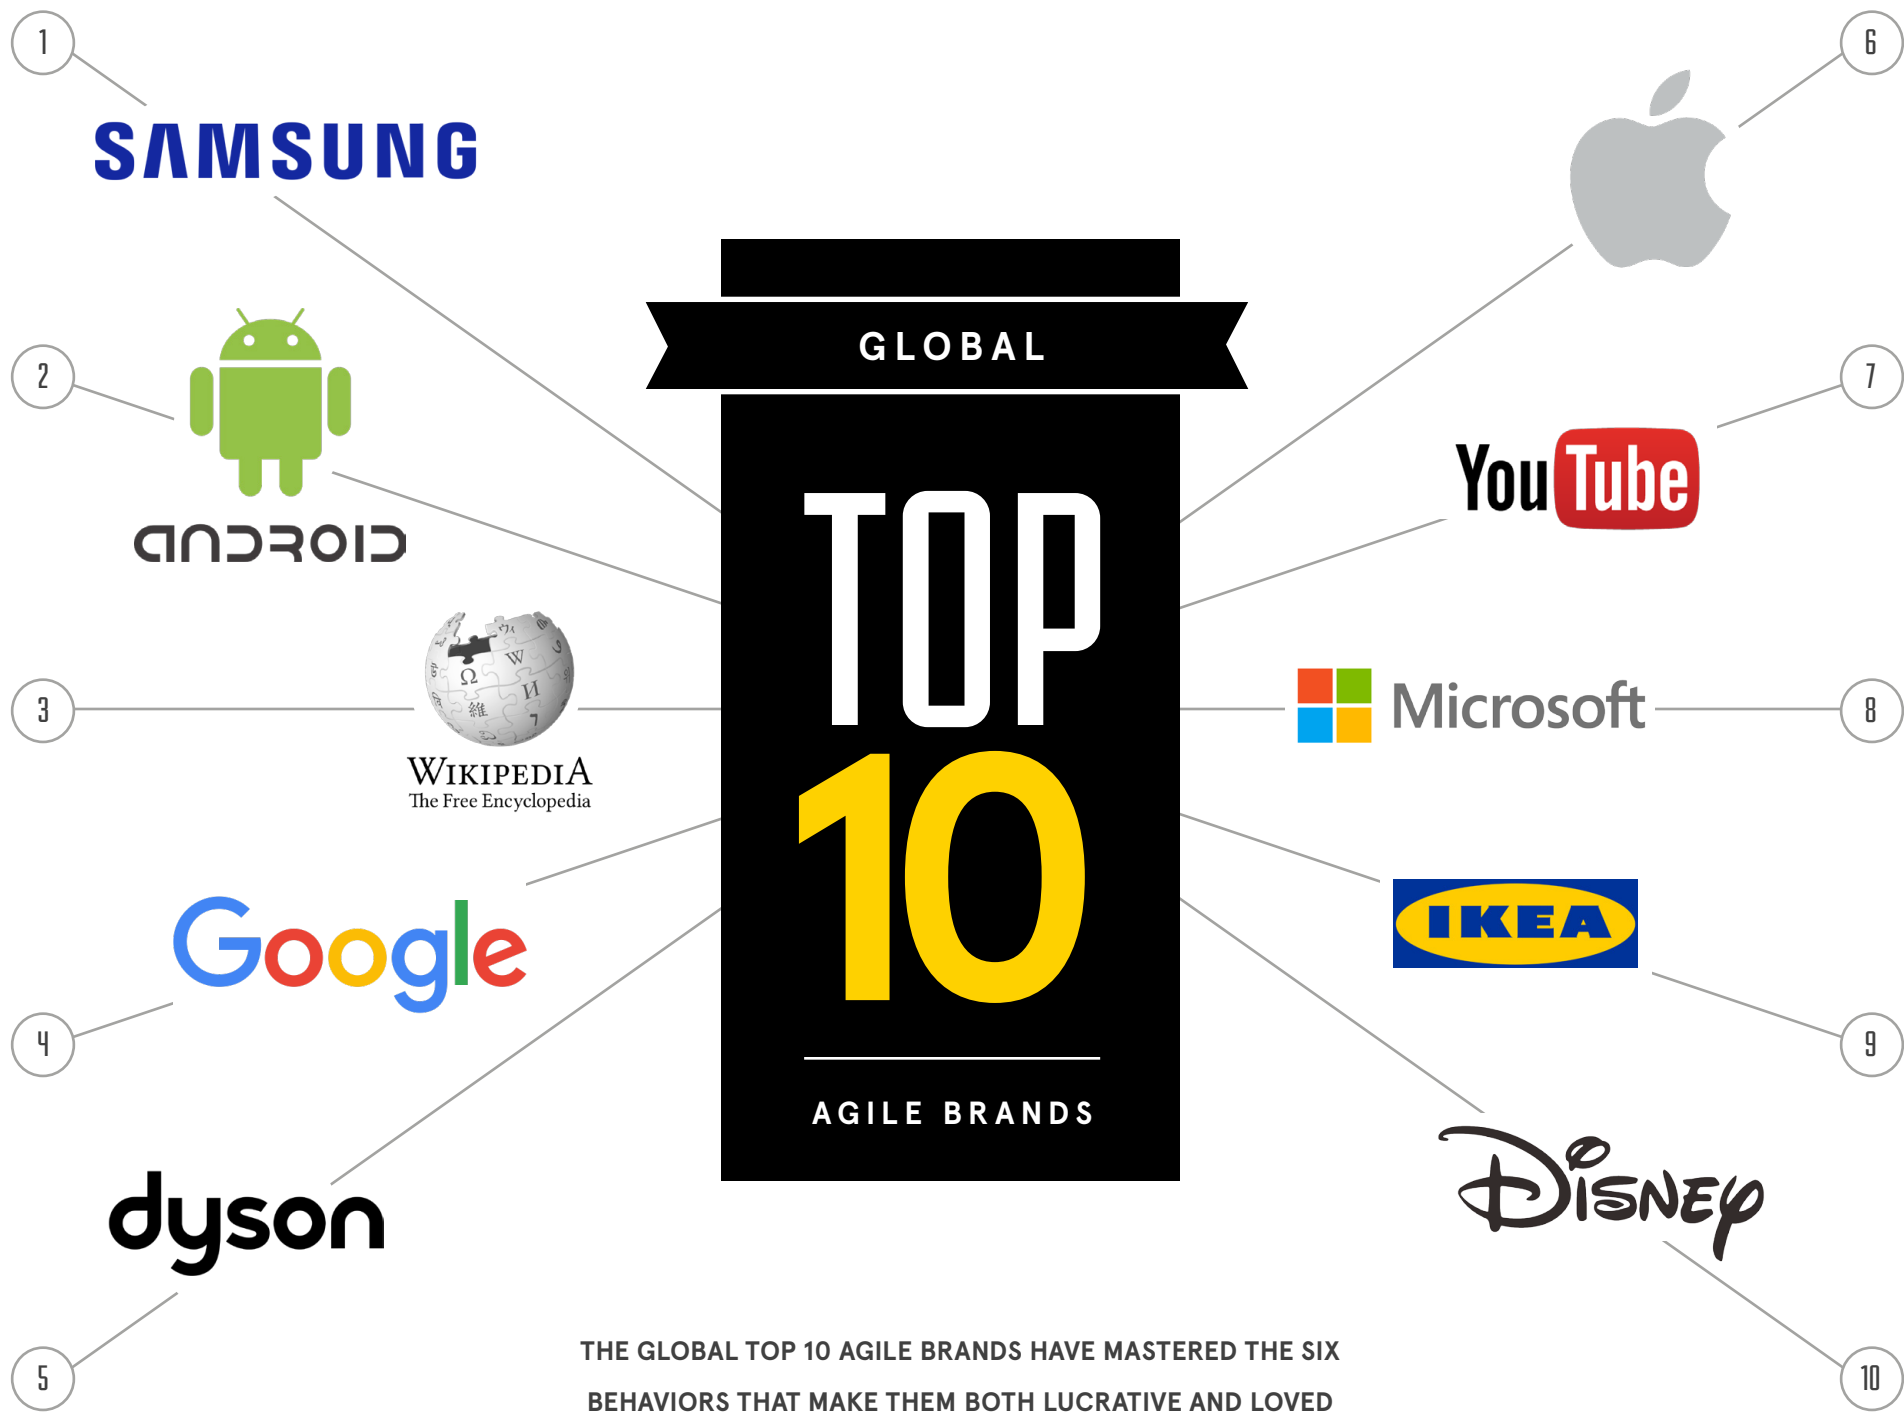 1
SAMSUNG
2
ANDROID
3
Ω
W
И
維
WIKIPEDIA
The Free Encyclopedia
4
Google
5
dyson
GLOBAL
TOP
10
AGILE BRANDS
6
7
YouTube
8
Microsoft
9
IKEA
10
Disney
THE GLOBAL TOP 10 AGILE BRANDS HAVE MASTERED THE SIX
BEHAVIORS THAT MAKE THEM BOTH LUCRATIVE AND LOVED